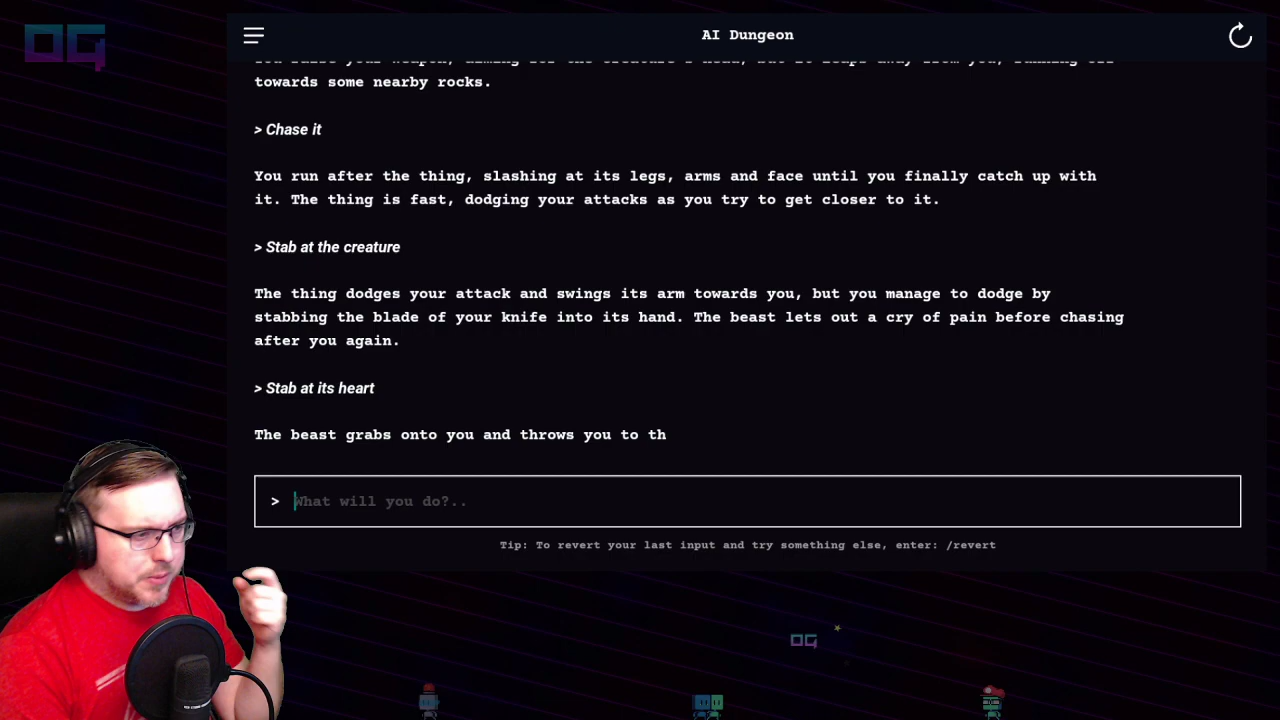 OG
AI Dungeon
towards some nearby rocks.
> Chase it
You run after the thing, slashing at its legs, arms and face until you finally catch up with
it. The thing is fast, dodging your attacks as you try to get closer to it.
> Stab at the creature
The thing dodges your attack and swings its arm towards you, but you manage to dodge by
stabbing the blade of your knife into its hand. The beast lets out a cry of pain before chasing
after you again.
> Stab at its heart
The beast grabs onto you and throws you to th
> What will you do?..
Tip: To revert your last input and try something else, enter: /revert
OG